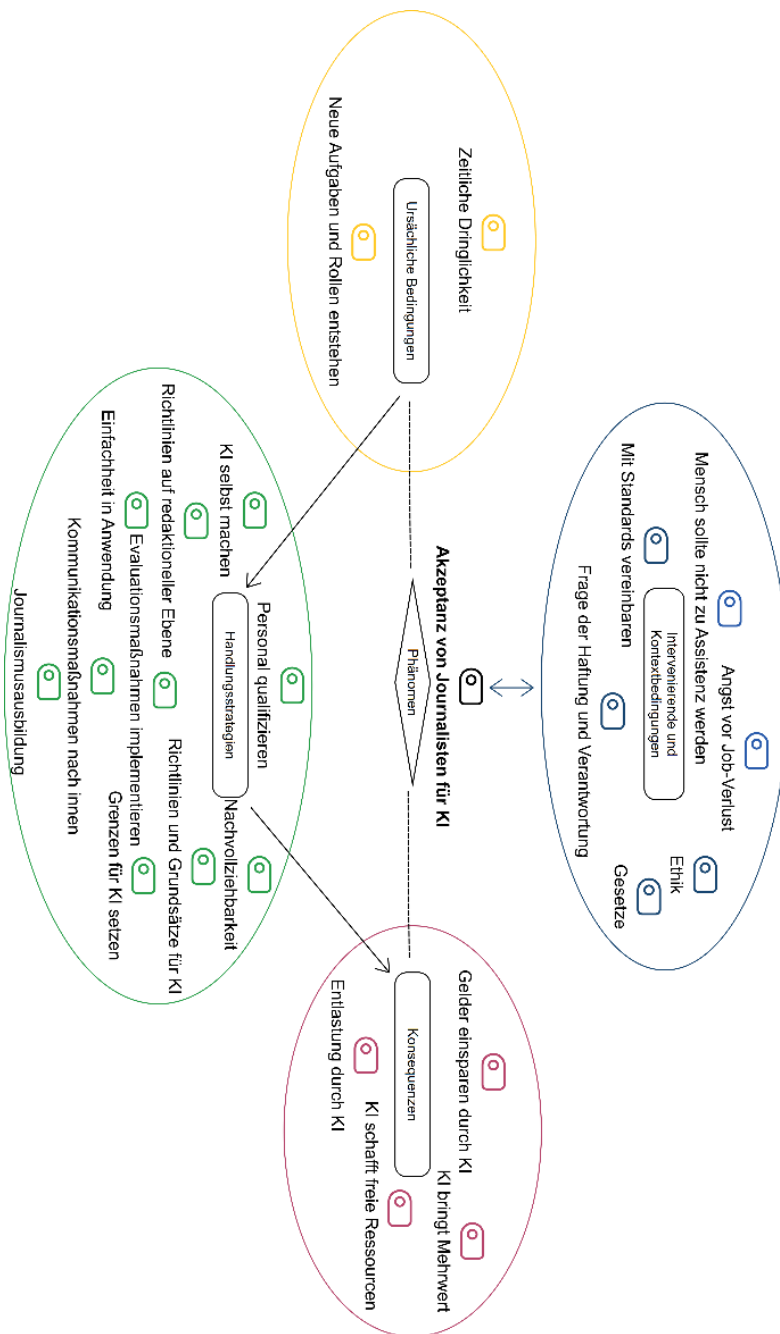 Mensch sollte nicht zu Assistenz werden
Angst vor Job-Verlust
Ethik
Mit Standards vereinbaren
Intervenierende und
Kontextbedingungen
Gesetze
Frage der Haftung und Verantwortung
Zeitliche Dringlichkeit
Ursächliche Bedingungen
Neue Aufgaben und Rollen entstehen
Akzeptanz von Journalisten für KI
Phänomen
Gelder einsparen durch KI
KI bringt Mehrwert
Konsequenzen
KI schafft freie Ressourcen
Entlastung durch KI
Personal qualifizieren
KI selbst machen
Handlungsstrategien
Nachvollziehbarkeit
Richtlinien auf redaktioneller Ebene
Richtlinien und Grundsätze für KI
Evaluationsmaßnahmen implementieren
Einfachheit in Anwendung
Grenzen für KI setzen
Kommunikationsmaßnahmen nach innen
Journalismusausbildung